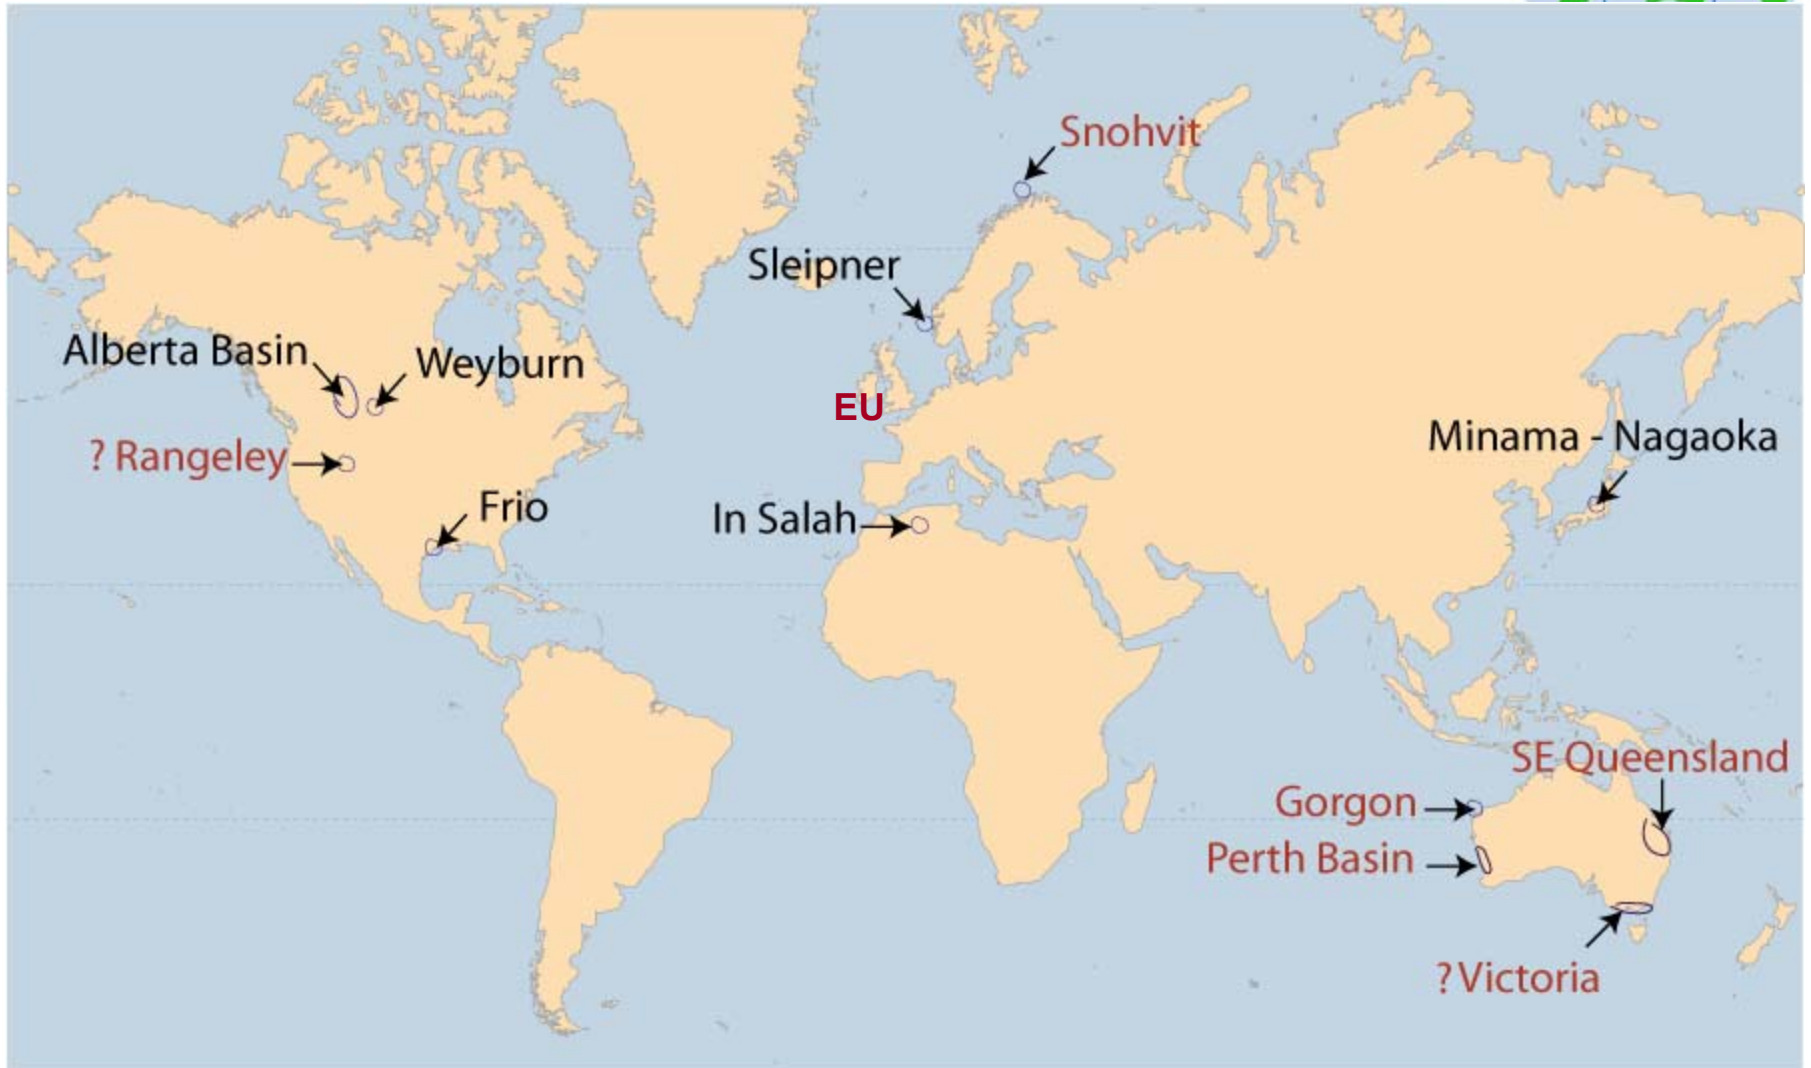 Snohvit
Sleipner
Alberta Basin
Weyburn
EU
Minama - Nagaoka
? Rangeley
Frio
In Salah
SE Queensland
Gorgon
Perth Basin
? Victoria